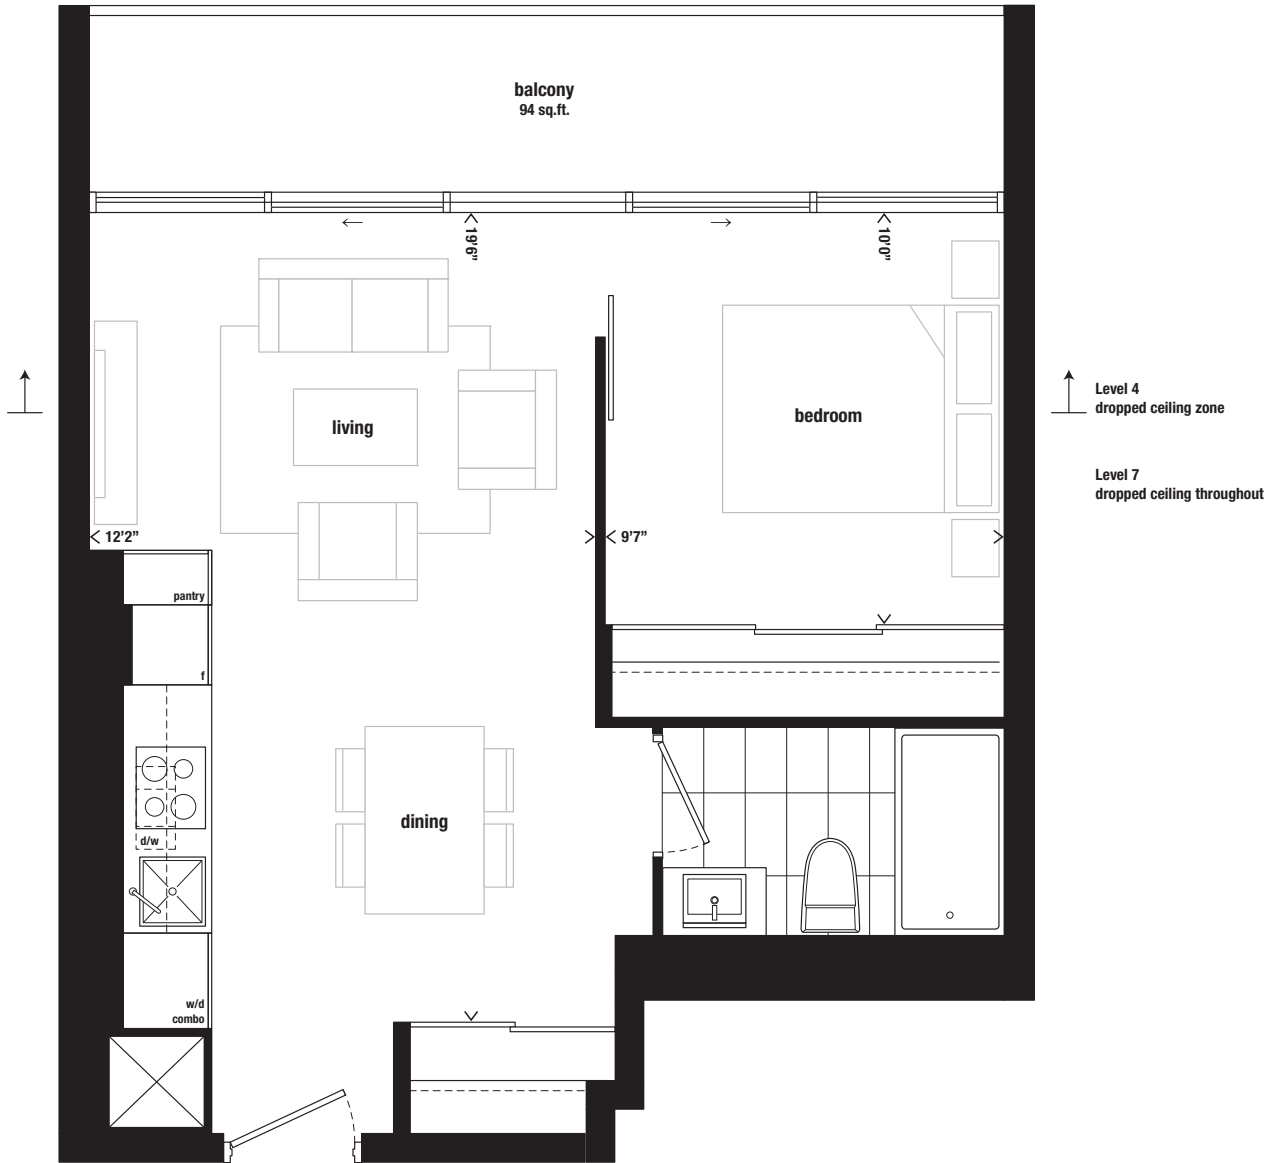 balcony
94 sq.ft.
19’6”
10’0”
Level 4
dropped ceiling zone
living
bedroom
Level 7
dropped ceiling throughout
12’2”
9’7”
pantry
f
dining
d/w
w/d
combo